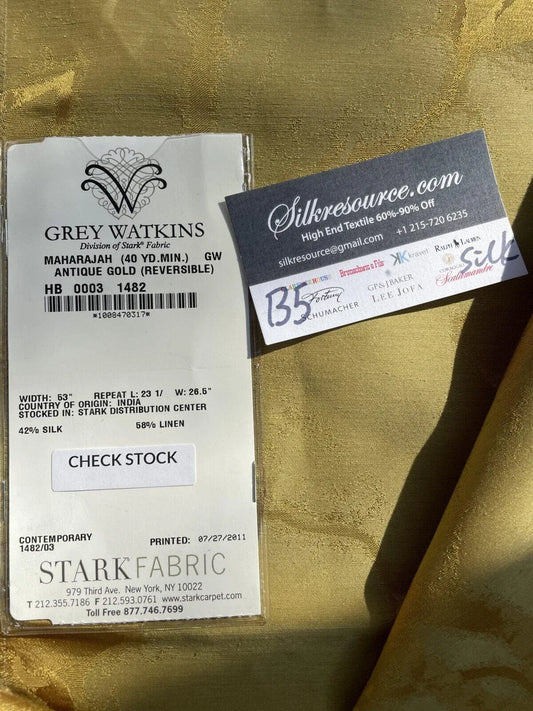 GREY WATKINS
Division of Stark® Fabric
MAHARAJAH (40 YD.MIN.) GW
ANTIQUE GOLD (REVERSIBLE)
HB 0003 1482
*1008470317*
WIDTH: 53" REPEAT L: 23 1/ W: 26.5"
COUNTRY OF ORIGIN: INDIA
STOCKED IN: STARK DISTRIBUTION CENTER
42% SILK 58% LINEN
CHECK STOCK
CONTEMPORARY
1482/03 PRINTED: 07/27/2011
STARK FABRIC
979 Third Ave. New York, NY 10022
T 212.355.7186 F 212.593.0761 www.starkcarpet.com
Toll Free 877.746.7699
Silkresource.com
High End Textile 60%-90% Off
silkresource@gmail.com +1 215-720 6235
Brunschwig & Fils
kravet
Ralph Lauren
Fortuny
SCHUMACHER
GP&J BAKER
LEE JOFA
Scalamandre
B5
Silk